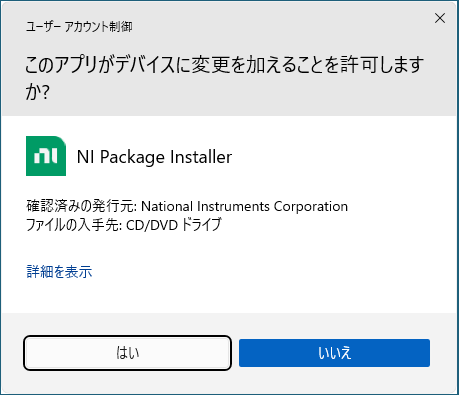 ユーザー アカウント制御
このアプリがデバイスに変更を加えることを許可します
か?
ni NI Package Installer
確認済みの発行元: National Instruments Corporation
ファイルの入手先: CD/DVD ドライブ
詳細を表示
はい いいえ